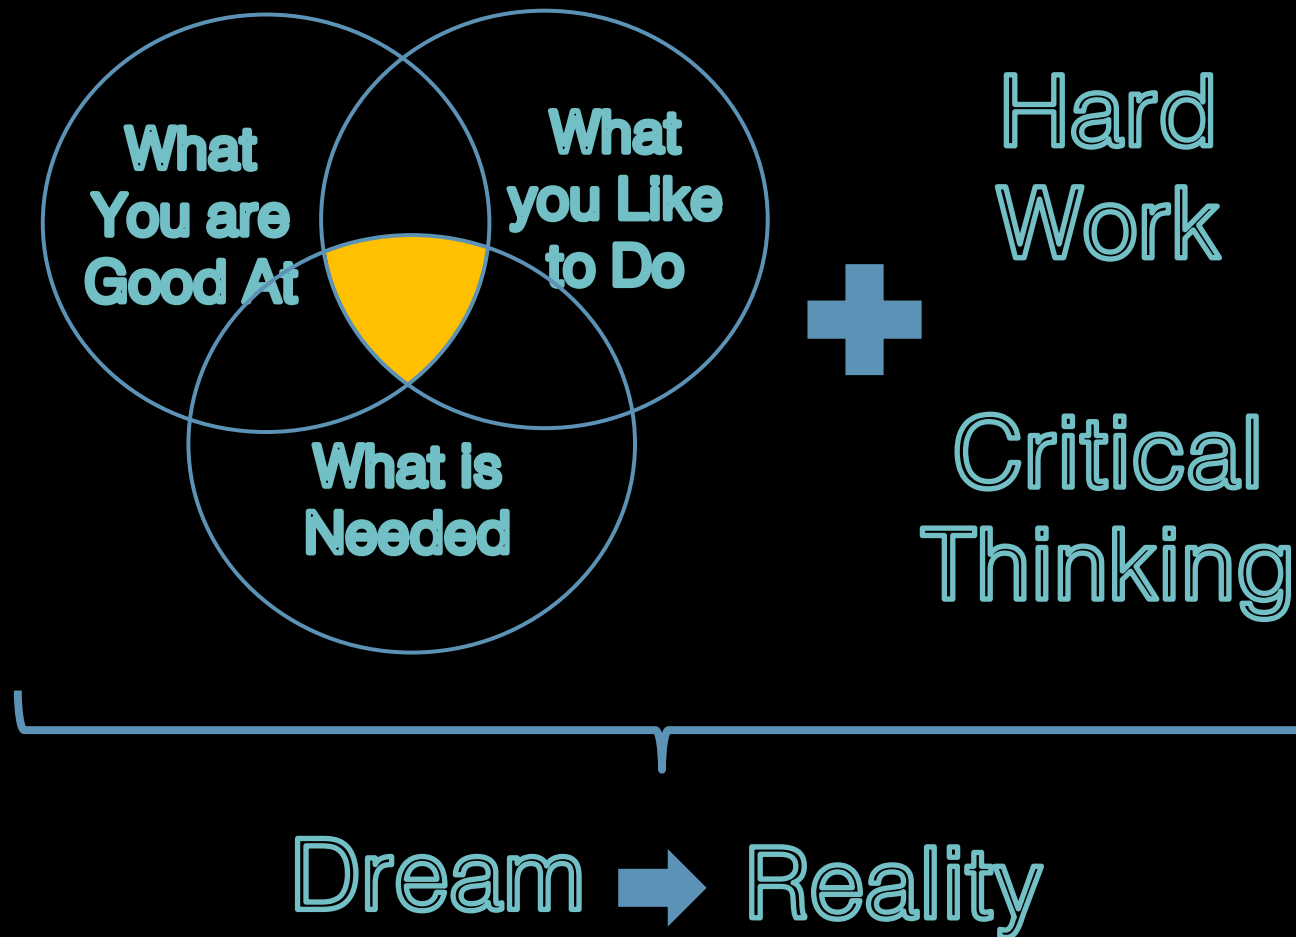 What
You are
Good At
What
you Like
to Do
What is
Needed
Hard
Work
Critical
Thinking
Dream
Reality